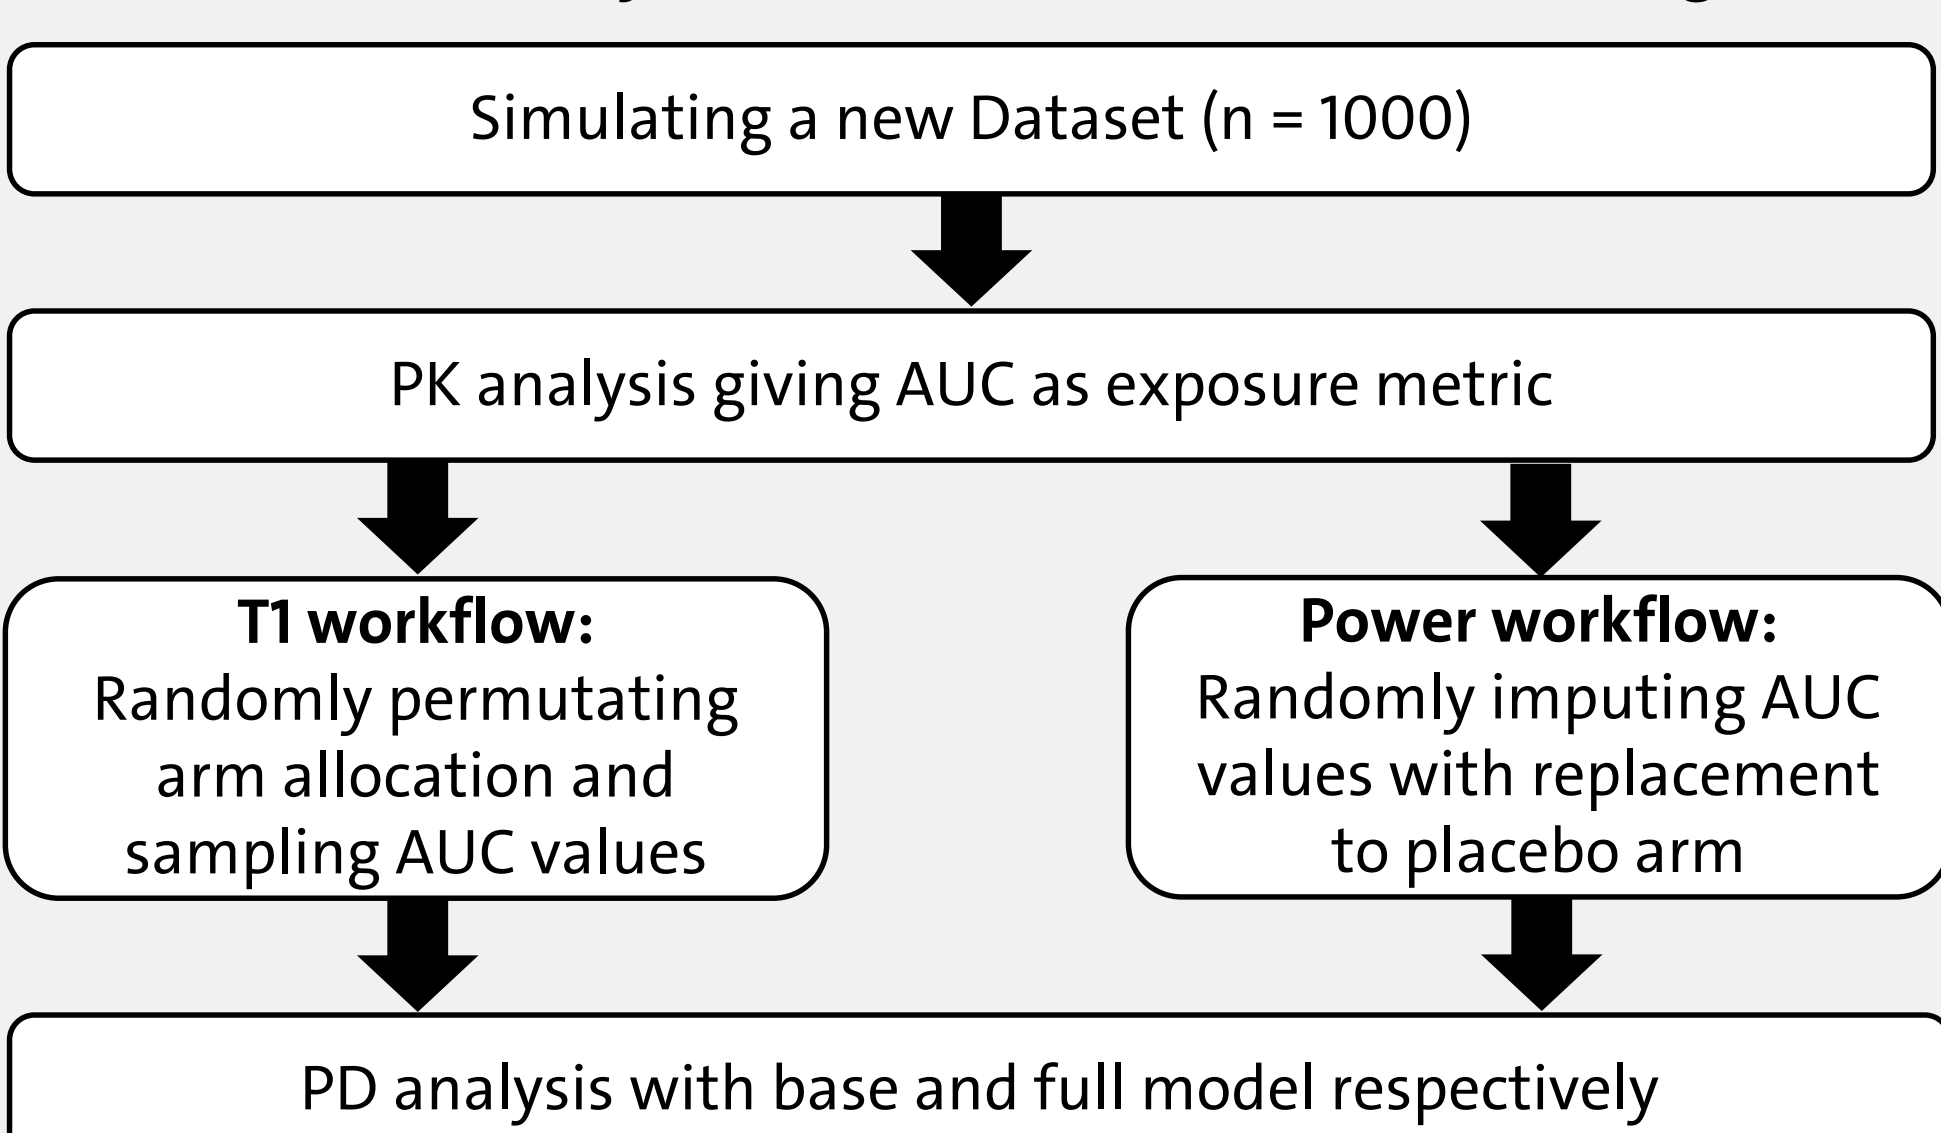 Simulating a new Dataset (n = 1000)
PK analysis giving AUC as exposure metric
T1 workflow:
Randomly permutating
arm allocation and
sampling AUC values
Power workflow:
Randomly imputing AUC
values with replacement
to placebo arm
PD analysis with base and full model respectively